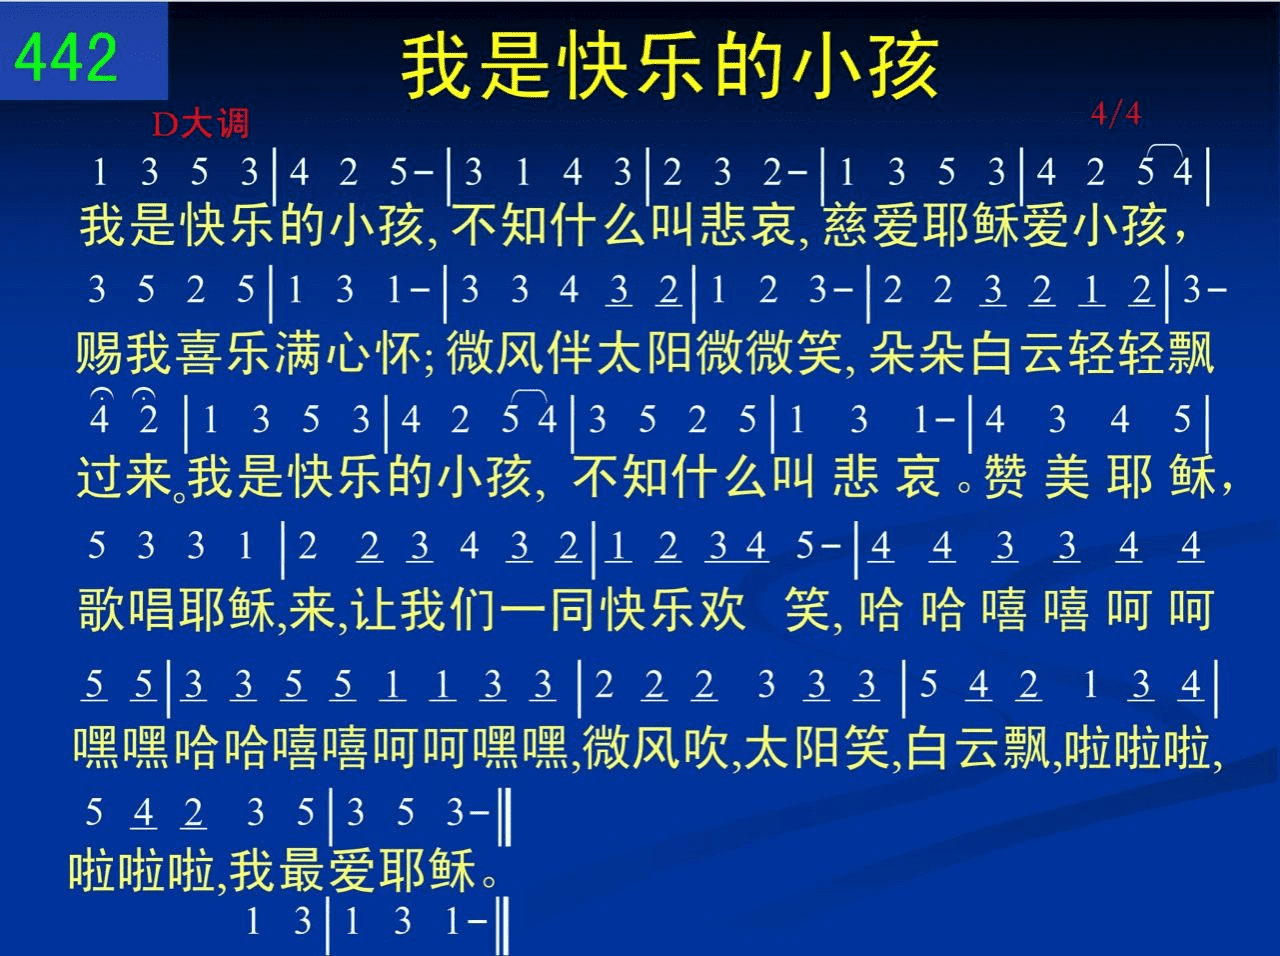 442
我是快乐的小孩
D大调 4/4
1 3 5 3|4 2 5-|3 1 4 3|2 3 2-|1 3 5 3|4 2 5 4|
我是快乐的小孩,不知什么叫悲哀,慈爱耶稣爱小孩，
3 5 2 5|1 3 1-|3 3 4 3 2|1 2 3-|2 2 3 2 1 2|3-
赐我喜乐满心怀;微风伴太阳微微笑,朵朵白云轻轻飘
4 2|1 3 5 3|4 2 5 4|3 5 2 5|1 3 1-|4 3 4 5|
过来。我是快乐的小孩,不知什么叫悲哀。赞美耶稣，
5 3 3 1|2 2 3 4 3 2|1 2 3 4 5-|4 4 3 3 4 4
歌唱耶稣,来,让我们一同快乐欢笑,哈哈嘻嘻呵呵
5 5|3 3 5 5 1 1 3 3|2 2 2 3 3 3|5 4 2 1 3 4|
嘿嘿哈哈嘻嘻呵呵嘿嘿,微风吹,太阳笑,白云飘,啦啦啦,
5 4 2 3 5|3 5 3-‖
啦啦啦,我最爱耶稣。
1 3|1 3 1-‖